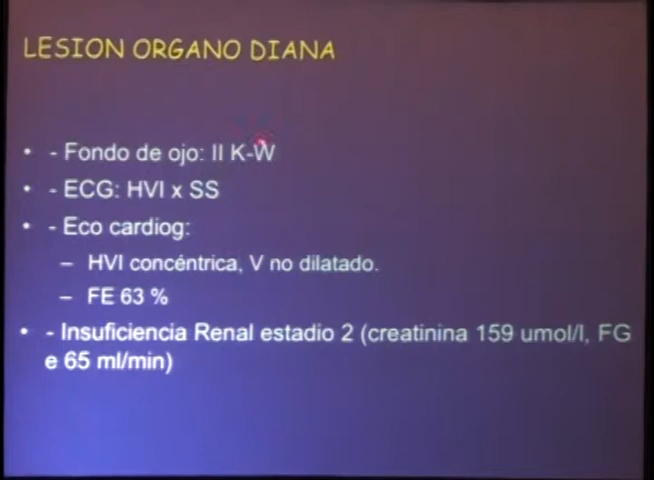 LESION ORGANO DIANA
• - Fondo de ojo: II K-W
• - ECG: HVI x SS
• - Eco cardiog:
– HVI concéntrica, V no dilatado.
– FE 63 %
• - Insuficiencia Renal estadio 2 (creatinina 159 umol/l, FG
e 65 ml/min)